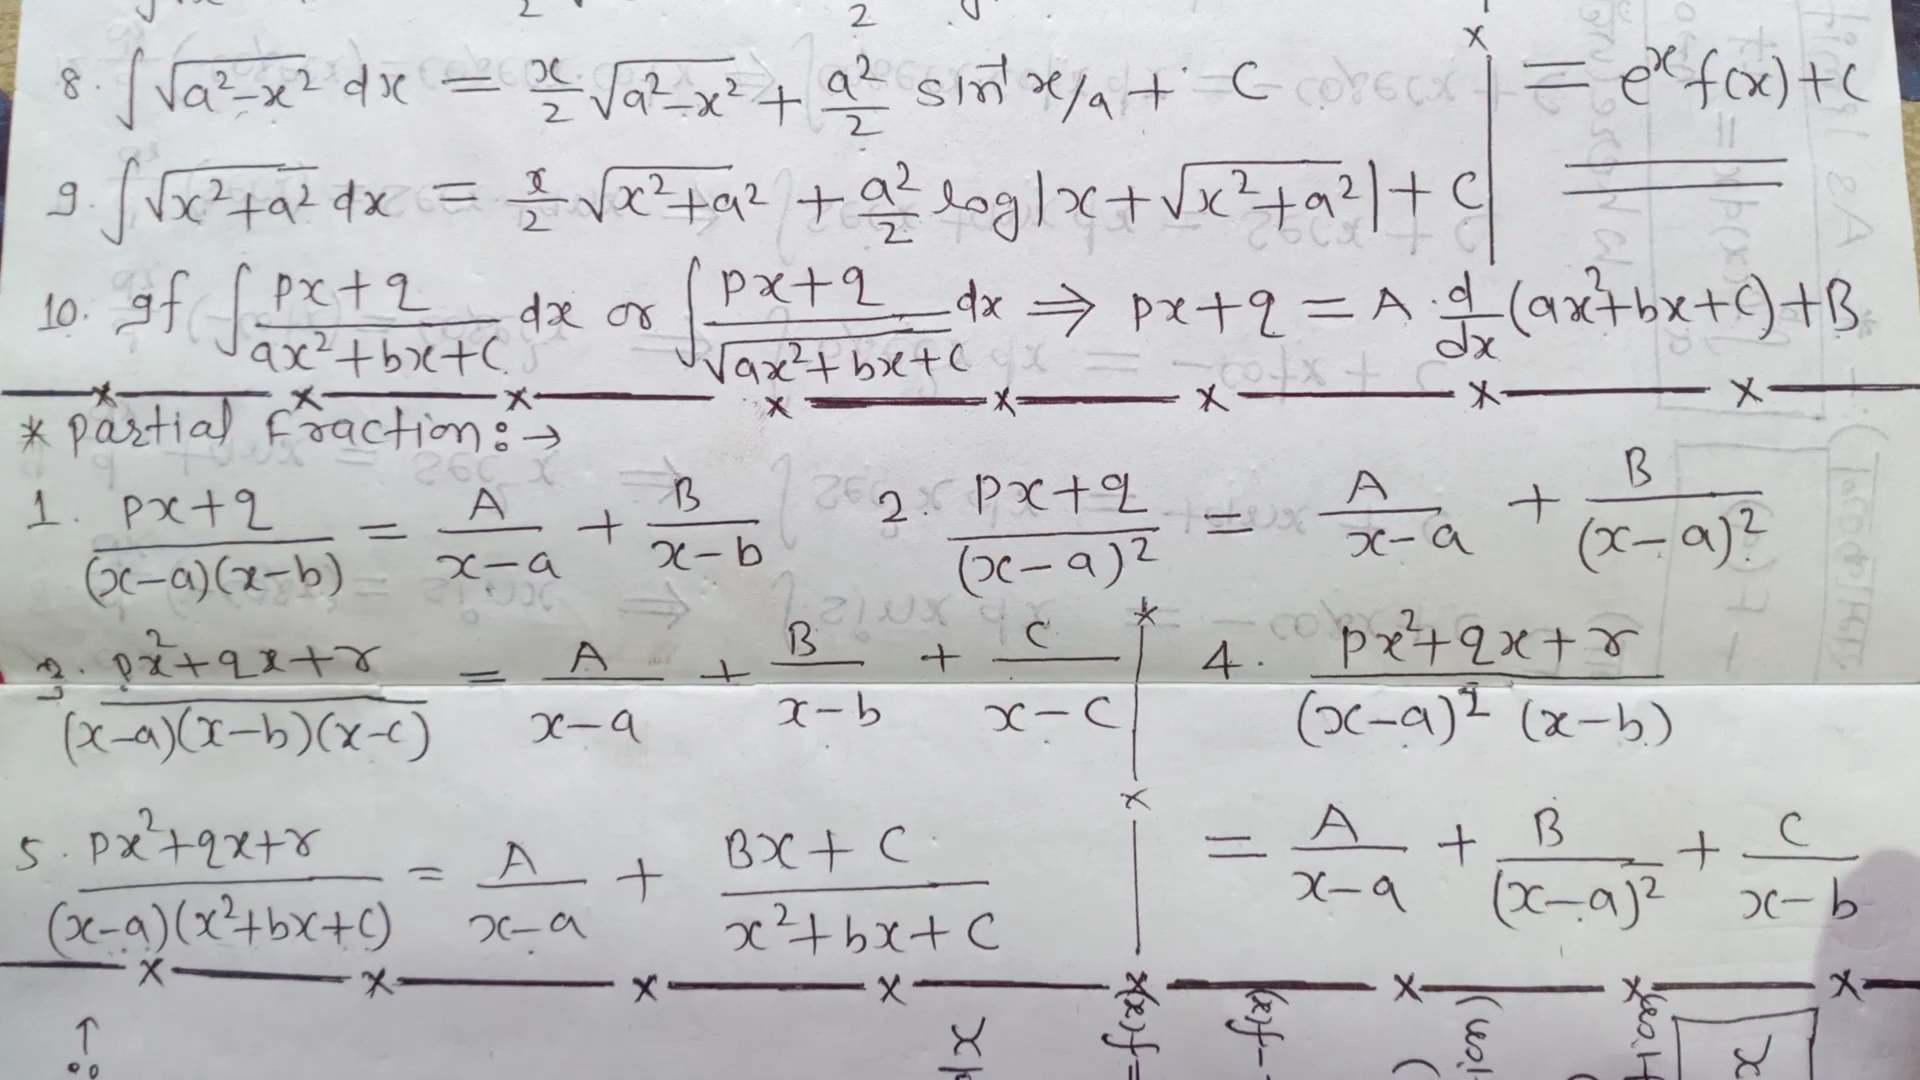 8. ∫√(a²-x²) dx = x/2 √(a²-x²) + a²/2 sin⁻¹ x/a + C
= eˣ f(x) + C
9. ∫√(x²+a²) dx = x/2 √(x²+a²) + a²/2 log|x+√(x²+a²)| + C
10. If ∫ (px+q)/(ax²+bx+c) dx or ∫ (px+q)/√(ax²+bx+c) dx ⇒ px+q = A · d/dx (ax²+bx+c) + B
* Partial Fraction :→
1. (px+q)/((x-a)(x-b)) = A/(x-a) + B/(x-b)
2. (px+q)/(x-a)² = A/(x-a) + B/(x-a)²
3. (px²+qx+r)/((x-a)(x-b)(x-c)) = A/(x-a) + B/(x-b) + C/(x-c)
4. (px²+qx+r)/((x-a)² (x-b))
= A/(x-a) + B/(x-a)² + C/(x-b)
5. (px²+qx+r)/((x-a)(x²+bx+c)) = A/(x-a) + (Bx+C)/(x²+bx+c)